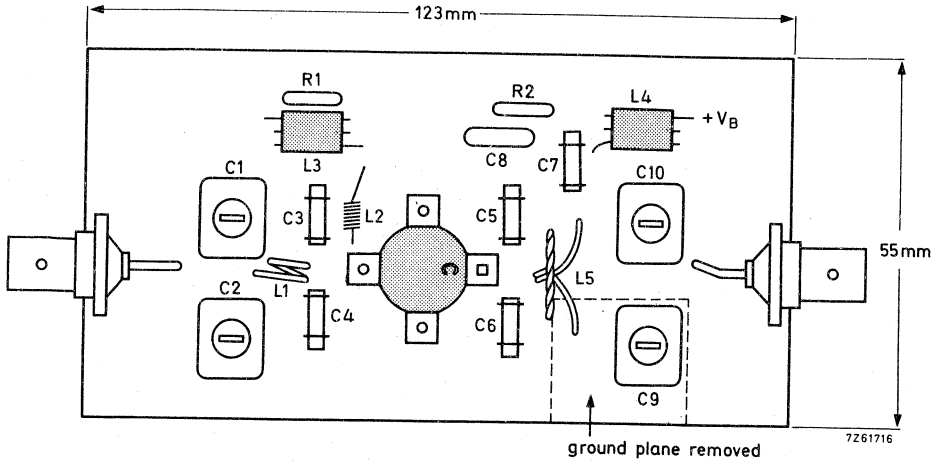 123mm
R1
R2
L4
+VB
L3
C8
C7
C1
C10
C3
L2
C5
C
55mm
L1
L5
C2
C4
C6
C9
7Z61716
ground plane removed